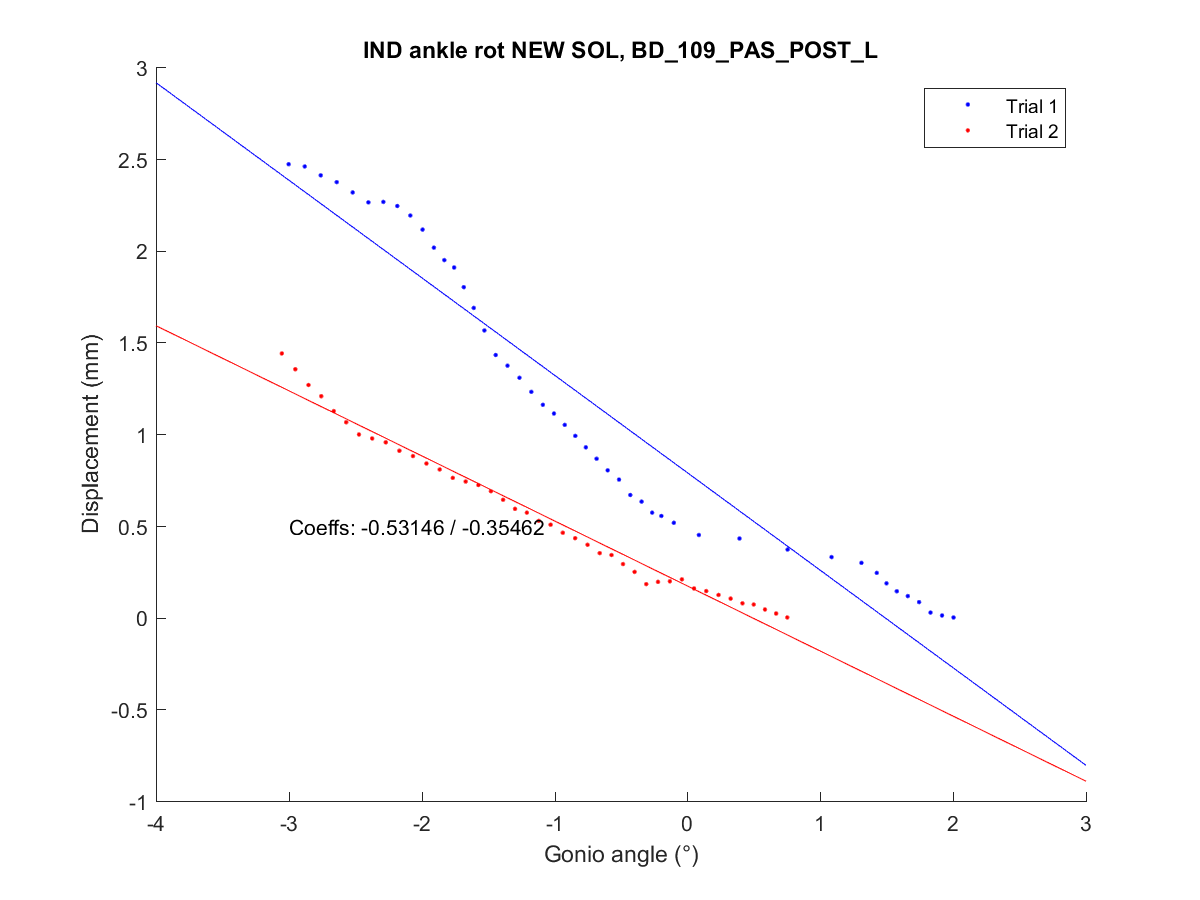 IND ankle rot NEW SOL, BD_109_PAS_POST_L
Trial 1
Trial 2
3
2.5
2
1.5
1
0.5
0
-0.5
-1
Displacement (mm)
Coeffs: -0.53146 / -0.35462
-4 -3 -2 -1 0 1 2 3
Gonio angle (°)